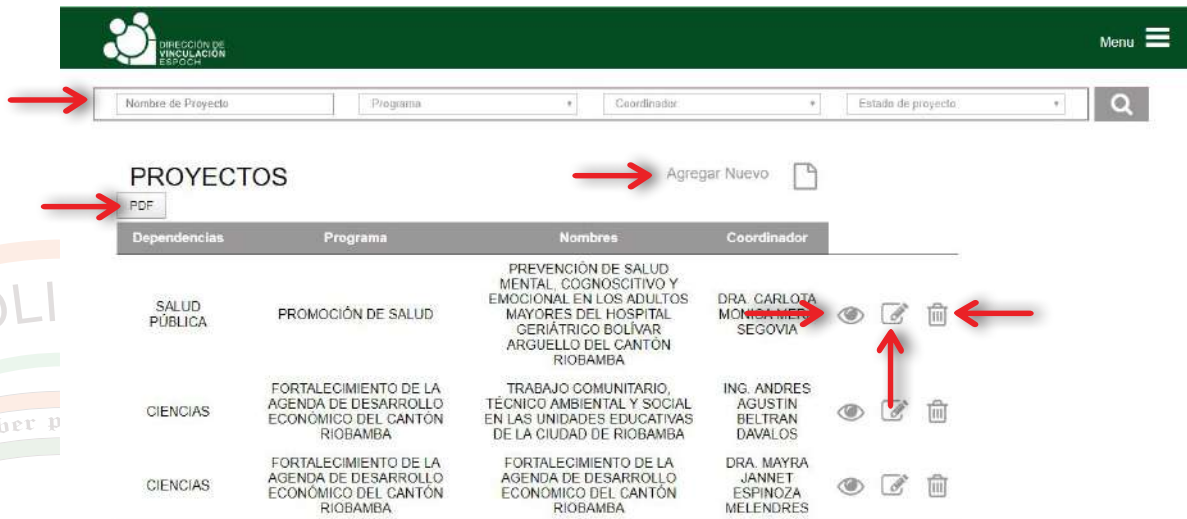 DIRECCIÓN DE
VINCULACIÓN
ESPOCH
Menu
Nombre de Proyecto
Programa
Coordinador
Estado de proyecto
PROYECTOS
Agregar Nuevo
PDF
Dependencias Programa Nombres Coordinador
SALUD
PÚBLICA
PROMOCIÓN DE SALUD
PREVENCIÓN DE SALUD
MENTAL, COGNOSCITIVO Y
EMOCIONAL EN LOS ADULTOS
MAYORES DEL HOSPITAL
GERIÁTRICO BOLÍVAR
ARGUELLO DEL CANTÓN
RIOBAMBA
DRA. CARLOTA
MONICA
SEGOVIA
CIENCIAS
FORTALECIMIENTO DE LA
AGENDA DE DESARROLLO
ECONÓMICO DEL CANTÓN
RIOBAMBA
TRABAJO COMUNITARIO,
TÉCNICO AMBIENTAL Y SOCIAL
EN LAS UNIDADES EDUCATIVAS
DE LA CIUDAD DE RIOBAMBA
ING. ANDRES
AGUSTIN
BELTRAN
DAVALOS
CIENCIAS
FORTALECIMIENTO DE LA
AGENDA DE DESARROLLO
ECONÓMICO DEL CANTÓN
RIOBAMBA
FORTALECIMIENTO DE LA
AGENDA DE DESARROLLO
ECONOMICO DEL CANTÓN
RIOBAMBA
DRA. MAYRA
JANNET
ESPINOZA
MELENDRES